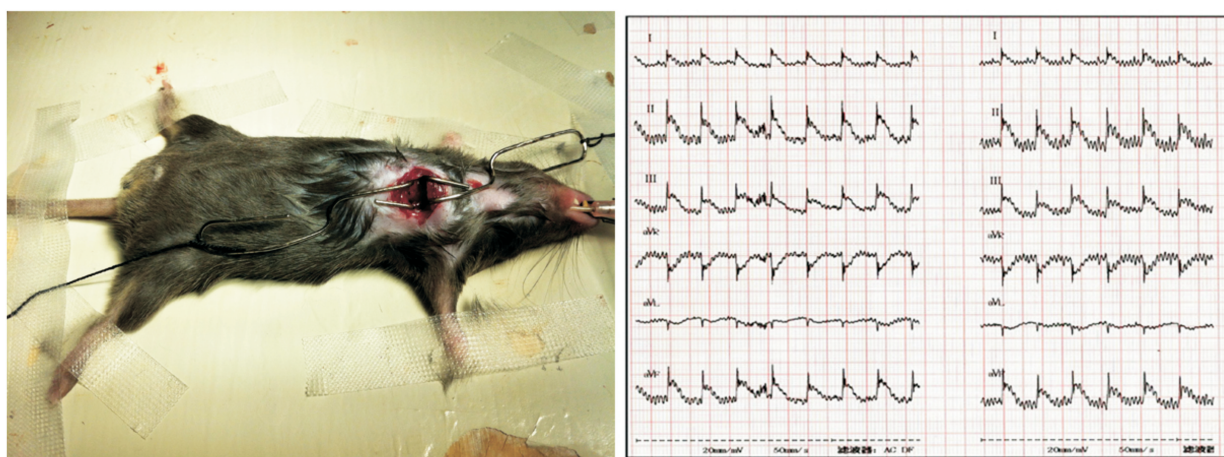 I
II
III
aVR
aVL
aVF
20mm/mV 50mm/s 滤波器: AC DF
I
II
III
aVR
aVL
aVF
20mm/mV 50mm/s 滤波器